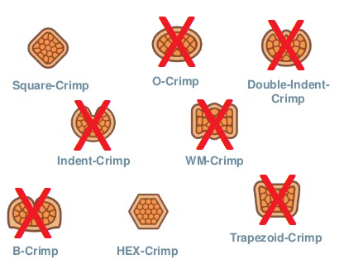 Square-Crimp
O-Crimp
Double-Indent-
Crimp
Indent-Crimp
WM-Crimp
B-Crimp
HEX-Crimp
Trapezoid-Crimp